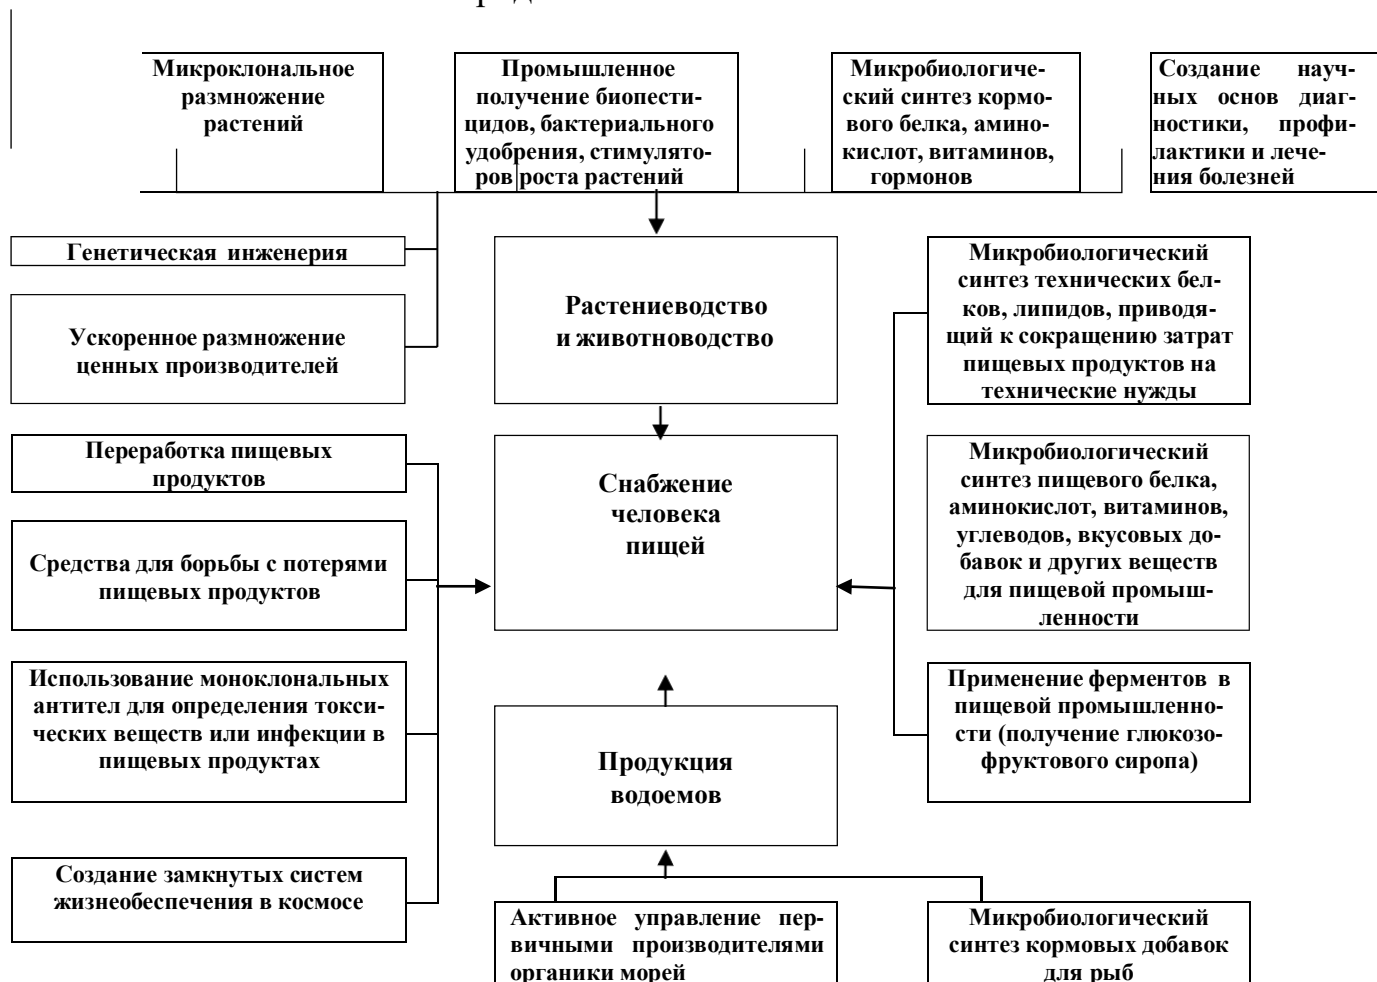 Микроклональное
размножение
растений
Промышленное
получение биопести-
цидов, бактериального
удобрения, стимулято-
ров роста растений
Микробиологиче-
ский синтез кормо-
вого белка, амино-
кислот, витаминов,
гормонов
Создание науч-
ных основ диаг-
ностики, профи-
лактики и лече-
ния болезней
Генетическая инженерия
Ускоренное размножение
ценных производителей
Растениеводство
и животноводство
Микробиологический
синтез технических бел-
ков, липидов, приводя-
щий к сокращению затрат
пищевых продуктов на
технические нужды
Переработка пищевых
продуктов
Средства для борьбы с потерями
пищевых продуктов
Использование моноклональных
антител для определения токси-
ческих веществ или инфекции в
пищевых продуктах
Создание замкнутых систем
жизнеобеспечения в космосе
Снабжение
человека
пищей
Микробиологический
синтез пищевого белка,
аминокислот, витаминов,
углеводов, вкусовых до-
бавок и других веществ
для пищевой промыш-
ленности
Применение ферментов в
пищевой промышленно-
сти (получение глюкозо-
фруктового сиропа)
Продукция
водоемов
Активное управление пер-
вичными производителями
органики морей
Микробиологический
синтез кормовых добавок
для рыб